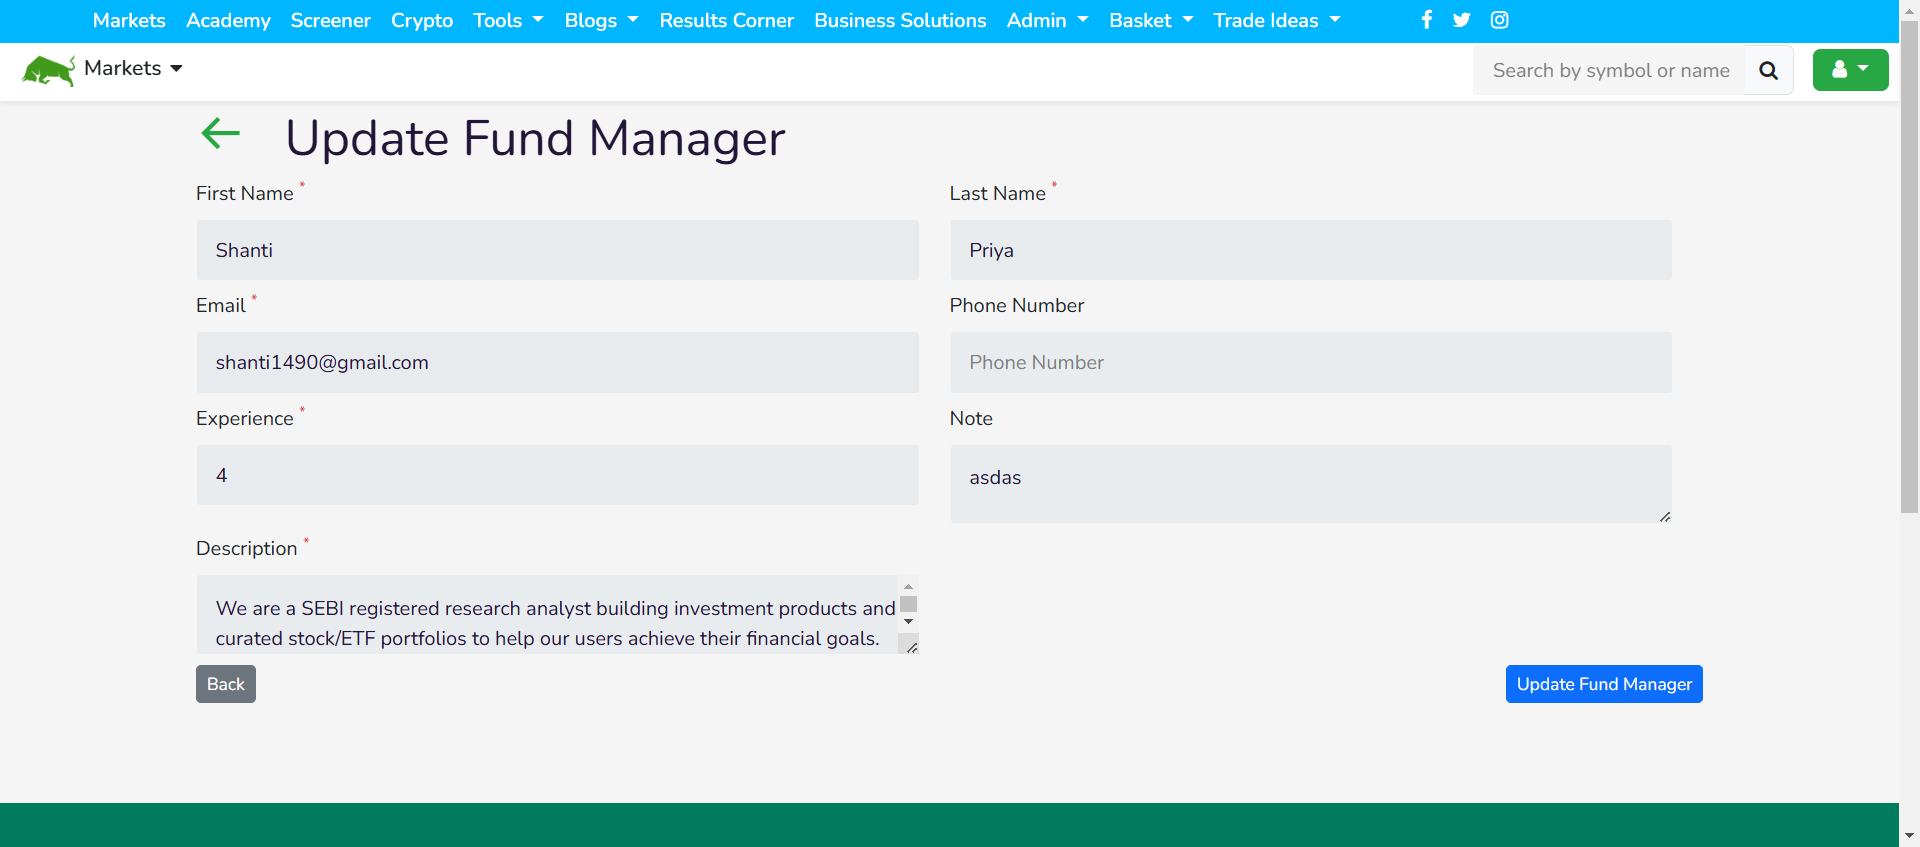 Markets Academy Screener Crypto Tools Blogs Results Corner Business Solutions Admin Basket Trade Ideas
Markets
Search by symbol or name
Update Fund Manager
First Name *
Last Name *
Shanti
Priya
Email *
Phone Number
shanti1490@gmail.com
Phone Number
Experience *
Note
4
asdas
Description *
We are a SEBI registered research analyst building investment products and
curated stock/ETF portfolios to help our users achieve their financial goals.
Back
Update Fund Manager